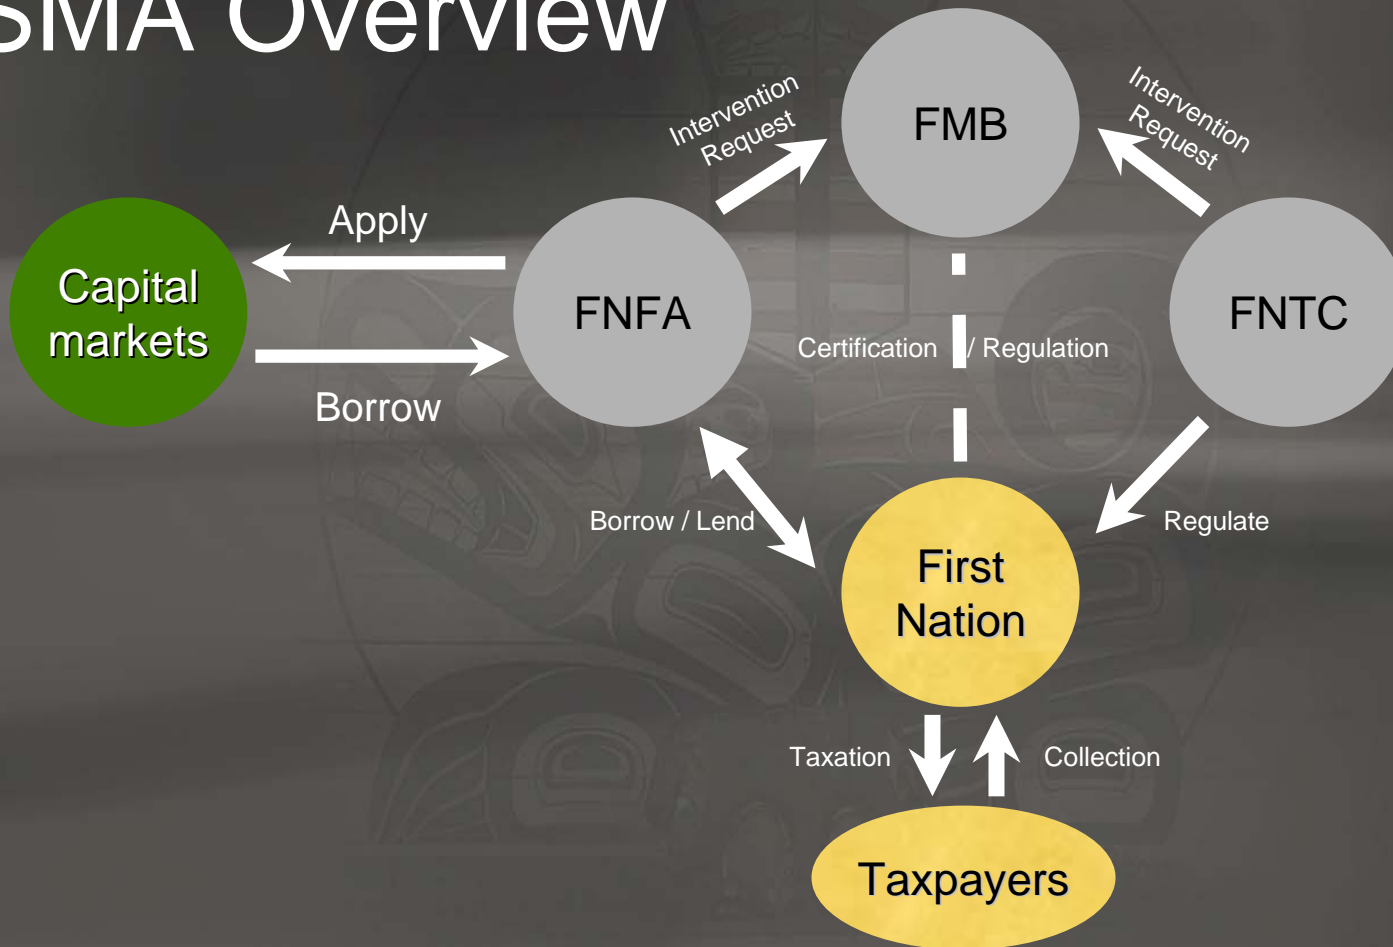 SMA Overview
Intervention
Request
FMB
Intervention
Request
Apply
Capital
markets
FNFA
FNTC
Certification / Regulation
Borrow
Borrow / Lend
Regulate
First
Nation
Taxation
Collection
Taxpayers